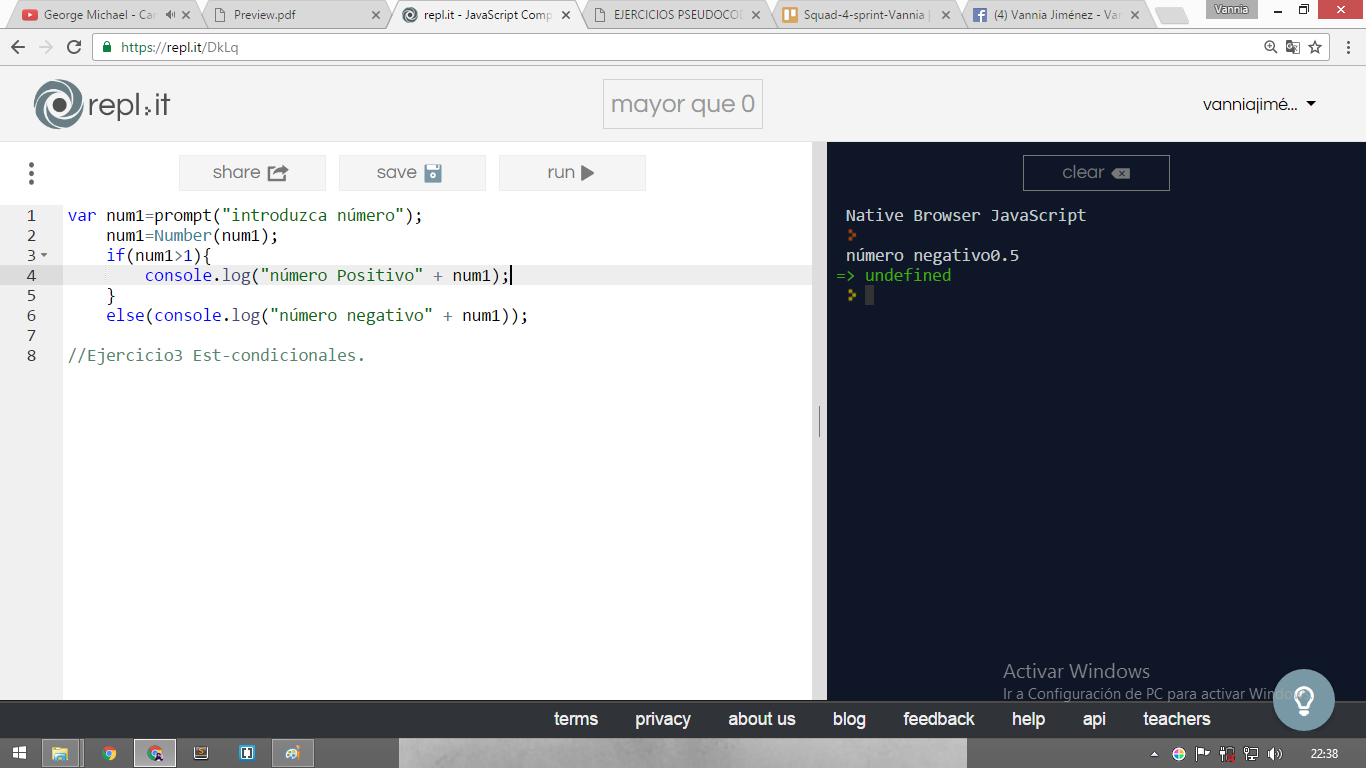 George Michael - Ca
Preview.pdf
repl.it - JavaScript Comp
EJERCICIOS PSEUDOCO
Squad-4-sprint-Vannia |
(4) Vannia Jiménez - Va
Vannia
https://repl.it/DkLq
repl.it
mayor que 0
vanniajimé...
share
save
run
clear
1 var num1=prompt("introduzca número");
2 num1=Number(num1);
3 if(num1>1){
4 console.log("número Positivo" + num1);
5 }
6 else(console.log("número negativo" + num1));
7
8 //Ejercicio3 Est-condicionales.
Native Browser JavaScript
número negativo0.5
=> undefined
Activar Windows
Ir a Configuración de PC para activar Windo
terms privacy about us blog feedback help api teachers
22:38